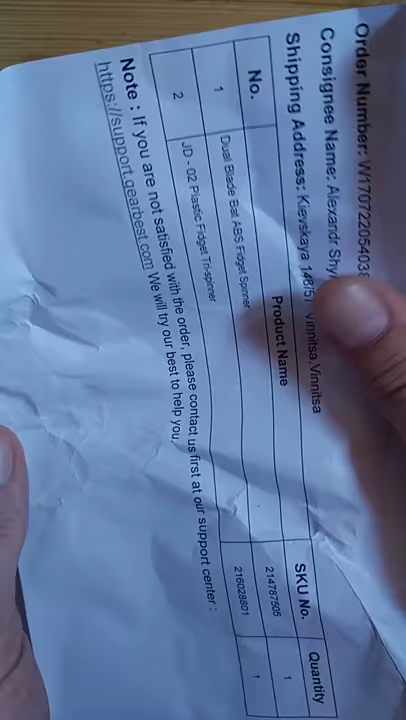 Order Number: W1707220540
Consignee Name: Alexandr
Shipping Address: Kievskaya Vinnitsa, Vinnitsa
No. Product Name SKU No. Quantity
1 Dual Blade Bat ABS Fidget Spinner 214787505 1
2 JD - 02 Plastic Fidget Tri-spinner 216028801 1
Note : If you are not satisfied with the order, please contact us first at our support center :
https://support.gearbest.com We will try our best to help you.